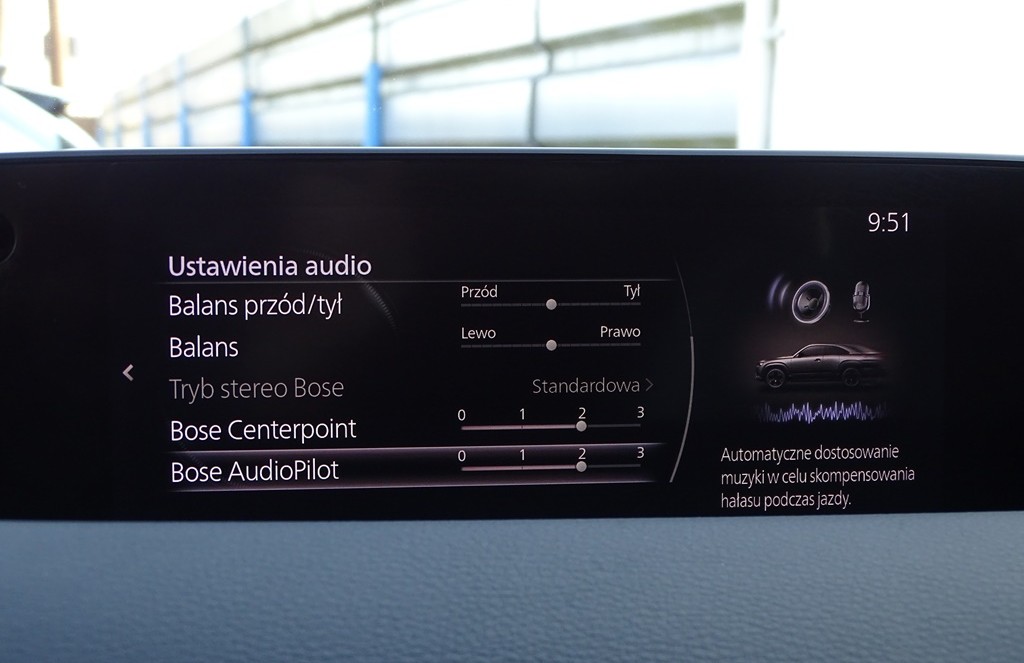 9:51
Ustawienia audio
Balans przód/tył
Przód Tył
Balans
Lewo Prawo
Tryb stereo Bose Standardowa >
Bose Centerpoint
0 1 2 3
Bose AudioPilot
0 1 2 3
Automatyczne dostosowanie
muzyki w celu skompensowania
hałasu podczas jazdy.